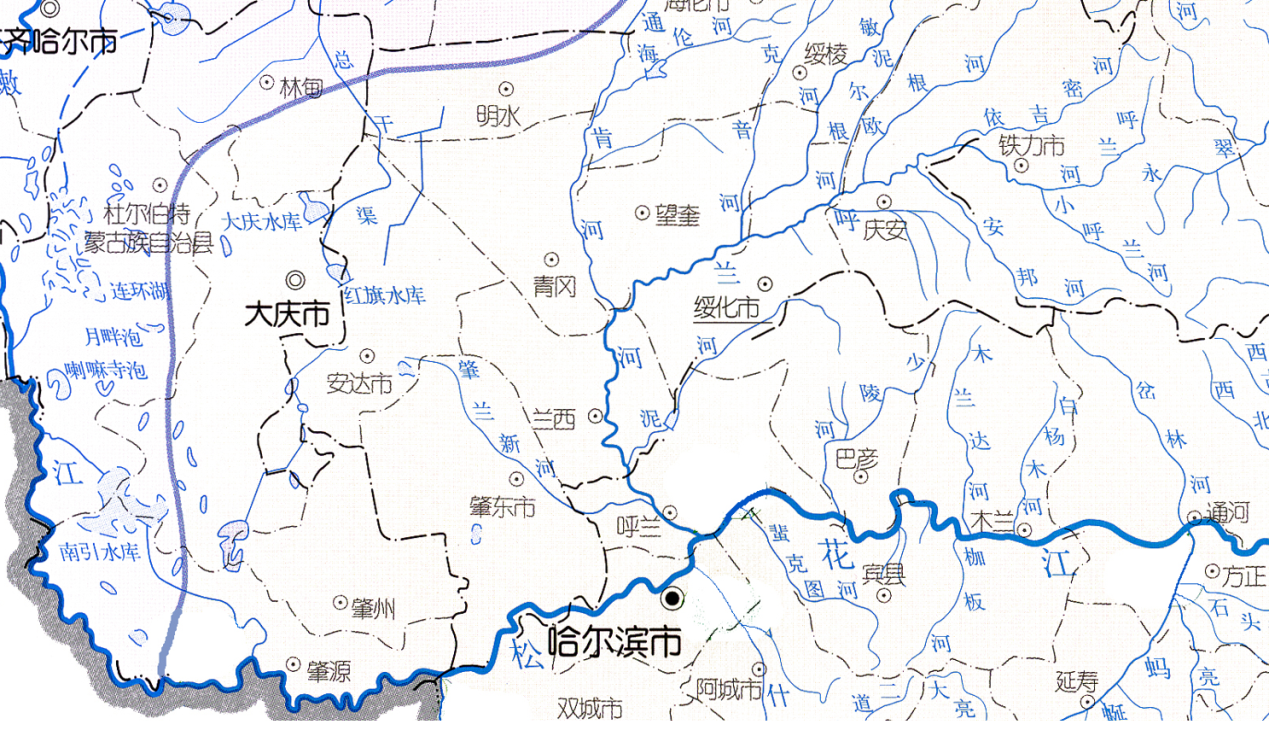 海伦市
通
伦
河
海
克
敏
泥
河
尔
根
欧
河
根
河
绥棱
齐哈尔市
总
林甸
明水
干
肯
音
河
河
依
吉
密
河
呼
兰
河
铁力市
永
翠
杜尔伯特
蒙古族自治县
大庆水库
渠
望奎
河
呼
庆安
安
邦
河
小
呼
兰
河
连环湖
大庆市
红旗水库
青冈
兰
绥化市
月畔泡
喇嘛寺泡
安达市
肇
兰
新
河
河
河
泥
少
陵
河
木
兰
达
河
白
杨
木
河
岔
林
河
西
西
北
兰西
江
肇东市
巴彦
呼兰
木兰
通河
南引水库
蜚
克
图
河
花
宾县
枷
板
河
江
方正
石
头
肇州
哈尔滨市
松
肇源
双城市
阿城市
什
道
三
大
亮
延寿
蚂
蜒
亮
嫩